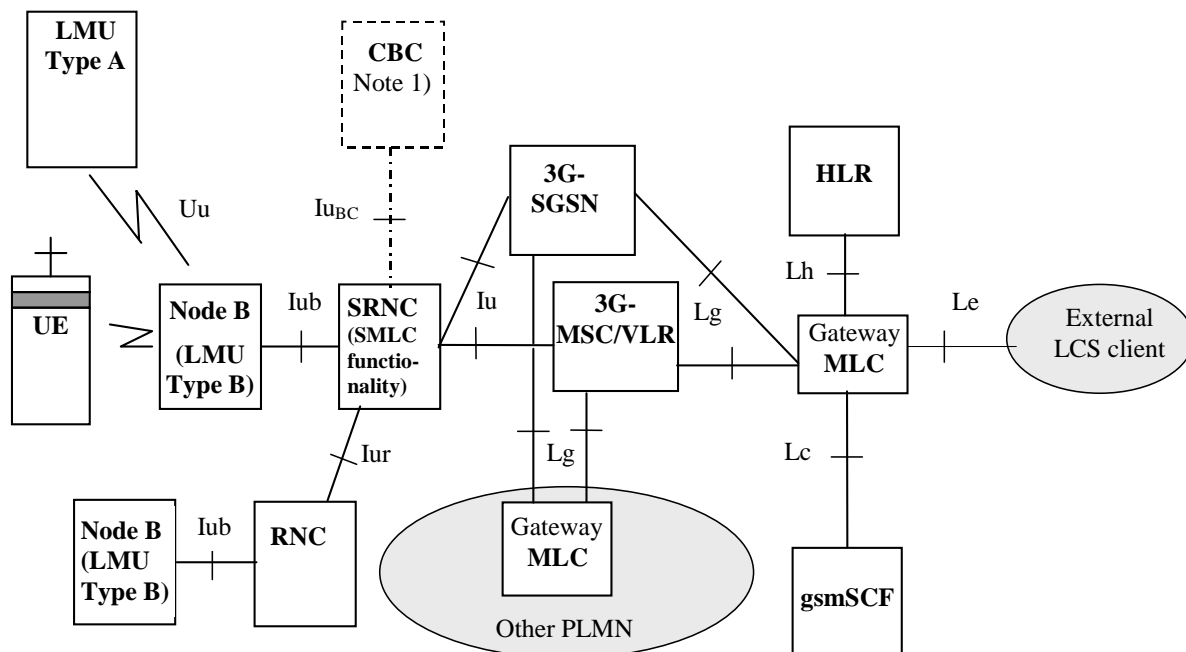 LMU
Type A
CBC
Note 1)
3G-
SGSN
HLR
Uu
IuBC
Lh
UE
Node B
(LMU
Type B)
Iub
SRNC
(SMLC
functio-
nality)
Iu
3G-
MSC/VLR
Lg
Gateway
MLC
Le
External
LCS client
Iur
Lg
Lc
Node B
(LMU
Type B)
Iub
RNC
Gateway
MLC
Other PLMN
gsmSCF